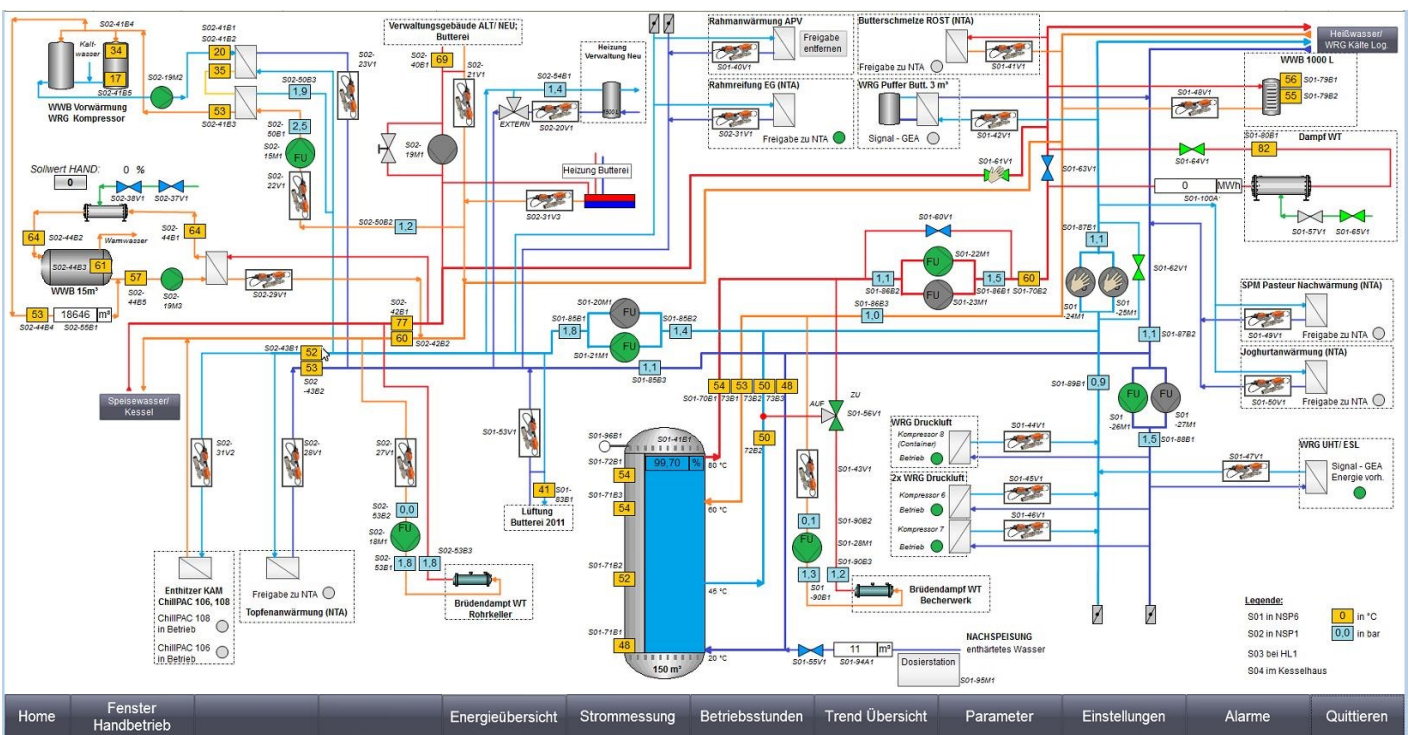 S02-41B4
Kalt-
wasser
34
17
S02-41B5
WWB Vorwärmung
WRG Kompressor
S02-19M2
S02-41B1
S02-41B2
20
35
53
S02-41B3
S02-50B3
1,9
S02-
50B1
2,5
S02-
15M1
FU
S02-
22V1
S02-
23V1
Verwaltungsgebäude ALT/ NEU;
Butterei
S02-
40B1
69
S02-
21V1
S02-
19M1
S02-54B1
1,4
EXTERN
S02-20V1
Heizung
Verwaltung Neu
Heizung Butterei
S02-31V3
S02-50B2
1,2
Rahmanwärmung APV
Freigabe
entfernen
S01-40V1
Rahmreifung EG (NTA)
S02-31V1
Freigabe zu NTA
Butterschmelze ROST (NTA)
S01-41V1
Freigabe zu NTA
WRG Puffer Butt. 3 m³
S01-42V1
Signal - GEA
Heißwasser/
WRG Kälte Log.
WWB 1000 L
56
S01-79B1
55
S01-79B2
S01-48V1
S01-80B1
82
Dampf WT
S01-64V1
0
MWh
S01-100A
S01-57V1
S01-65V1
S01-61V1
S01-63V1
Sollwert HAND:
0 %
0
S02-38V1
S02-37V1
64
S02-44B2
S02-
44B1
64
Warmwasser
S02-44B3
61
WWB 15m³
57
S02-
44B5
S02-
19M3
S02-29V1
53
18646
m³
S02-44B4
S02-55B1
S02-
42B1
77
60
S02-42B2
S02-43B1
52
53
S02
-43B2
Speisewasser/
Kessel
S01-60V1
1,1
S01-86B2
FU
S01-22M1
FU
S01-23M1
1,5
S01-86B1
60
S01-70B2
S01-86B3
1,0
S01-87B1
1,1
S01
-24M1
S01
-25M1
S01-62V1
S01-20M1
FU
S01-85B1
1,8
S01-85B2
1,4
FU
S01-21M1
1,1
S01-85B3
1,1
S01-87B2
S01-89B1
0,9
FU
FU
S01
-26M1
S01
-27M1
1,5
S01-88B1
SPM Pasteur Nachwärmung (NTA)
S01-49V1
Freigabe zu NTA
Joghurtanwärmung (NTA)
S01-50V1
Freigabe zu NTA
54
53
50
48
S01-70B1
73B1
73B2
73B3
AUF
ZU
S01-56V1
50
72B2
S02-
31V2
S02-
28V1
S02-
27V1
S01-53V1
41
S01-
83B1
Lüftung
Butterei 2011
0,0
S02-
53B2
FU
S02-
18M1
1,8
S02-
53B1
1,8
S02-53B3
Brüdendampf WT
Rohrkeller
Enthitzer KAM
ChillPAC 106, 108
ChillPAC 108
in Betrieb
ChillPAC 106
in Betrieb
Freigabe zu NTA
Topfenanwärmung (NTA)
S01-96B1
S01-41B1
99,70
%
S01-72B1
54
S01-71B3
54
S01-71B2
52
S01-71B1
48
80 °C
60 °C
45 °C
20 °C
150 m³
S01-43V1
0,1
S01-90B2
FU
S01-28M1
S01-90B3
1,3
1,2
S01
-90B1
Brüdendampf WT
Becherwerk
S01-55V1
11
m³
S01-94A1
NACHSPEISUNG
enthärtetes Wasser
Dosierstation
S01-95M1
WRG Druckluft
Kompressor 8
(Container)
Betrieb
S01-44V1
2x WRG Druckluft
Kompressor 6
Betrieb
S01-45V1
S01-46V1
Kompressor 7
Betrieb
WRG UHT/ ESL
S01-47V1
Signal - GEA
Energie vorh.
Legende:
S01 in NSP6
S02 in NSP1
S03 bei HL1
S04 im Kesselhaus
0
in °C
0,0
in bar
Home
Fenster
Handbetrieb
Energieübersicht
Strommessung
Betriebsstunden
Trend Übersicht
Parameter
Einstellungen
Alarme
Quittieren